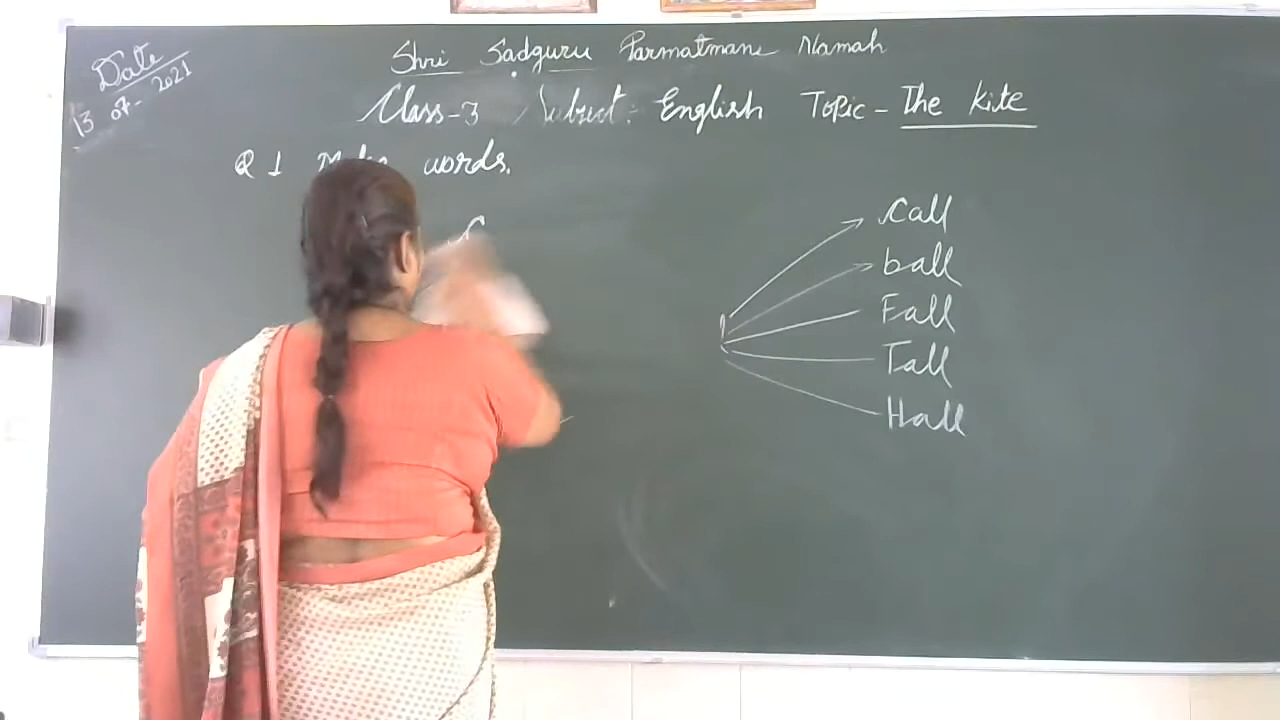 Date
13 07- 2021
Shri Sadguru Parmatmane Namah
Class-3 Subject: English Topic - The Kite
Q 1 Make words.
Call
ball
Fall
Tall
Hall